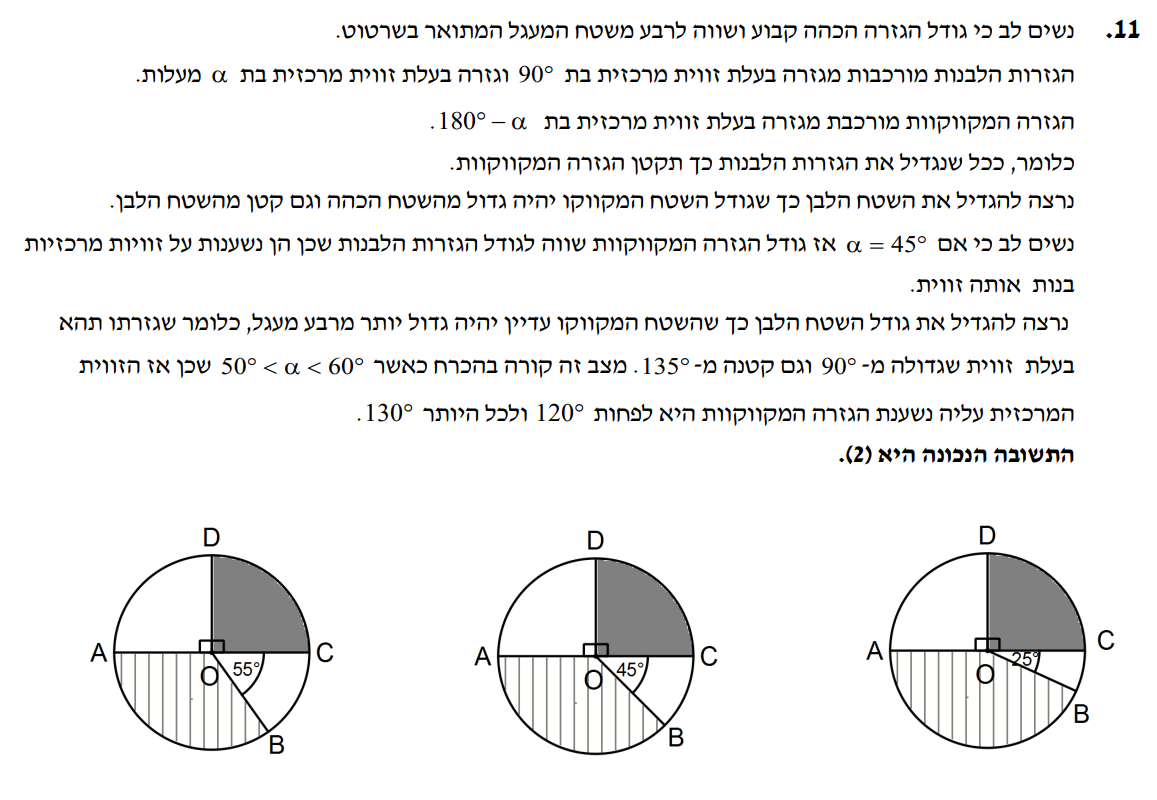 11. נשים לב כי גודל הגזרה הכהה קבוע ושווה לרבע משטח המעגל המתואר בשרטוט.
הגזרות הלבנות מורכבות מגזרה בעלת זווית מרכזית בת 90° וגזרה בעלת זווית מרכזית בת α מעלות.
הגזרה המקווקוות מורכבת מגזרה בעלת זווית מרכזית בת 180° – α.
כלומר, ככל שנגדיל את הגזרות הלבנות כך תקטן הגזרה המקווקוות.
נרצה להגדיל את השטח הלבן כך שגודל השטח המקווקו יהיה גדול מהשטח הכהה וגם קטן מהשטח הלבן.
נשים לב כי אם α = 45° אז גודל הגזרה המקווקוות שווה לגודל הגזרות הלבנות שכן הן נשענות על זוויות מרכזיות
בנות אותה זווית.
נרצה להגדיל את גודל השטח הלבן כך שהשטח המקווקו עדיין יהיה גדול יותר מרבע מעגל, כלומר שגזרתו תהא
בעלת זווית שגדולה מ- 90° וגם קטנה מ- 135°. מצב זה קורה בהכרח כאשר 50° < α < 60° שכן אז הזווית
המרכזית עליה נשענת הגזרה המקווקוות היא לפחות 120° ולכל היותר 130°.
התשובה הנכונה היא (2).
D
A
C
O
55°
B
D
A
C
O
45°
B
D
A
C
O
25°
B